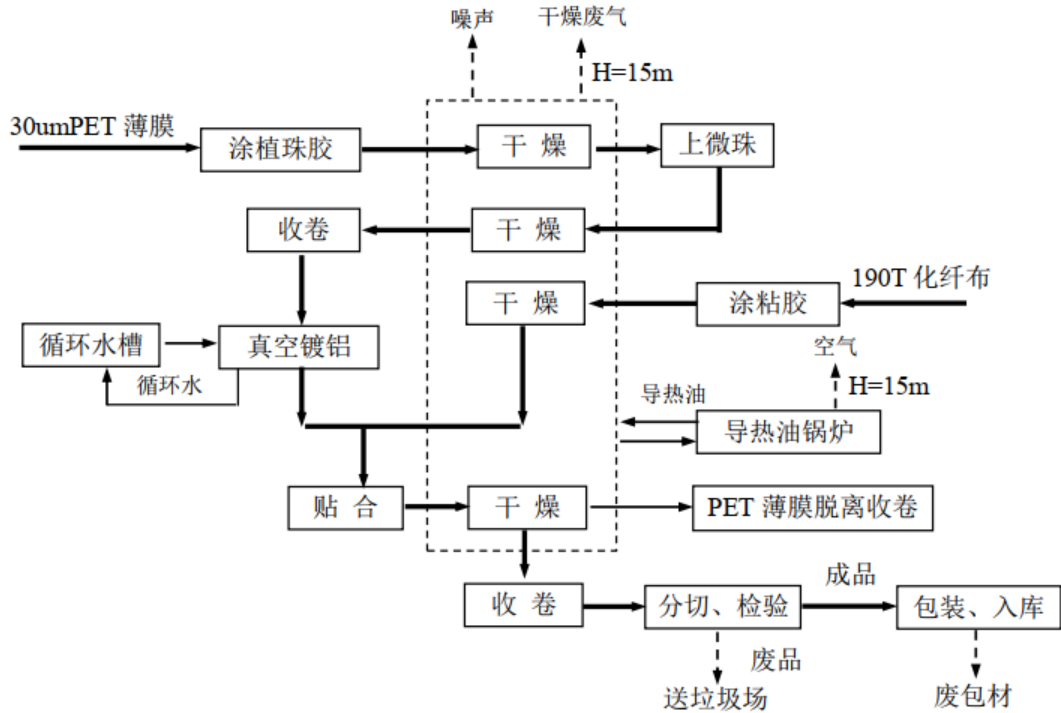 噪声
干燥废气
H=15m
30umPET 薄膜
涂植珠胶
干 燥
上微珠
收卷
干 燥
190T 化纤布
干 燥
涂粘胶
循环水槽
真空镀铝
空气
循环水
导热油
H=15m
导热油锅炉
贴 合
干 燥
PET 薄膜脱离收卷
成品
收 卷
分切、检验
包装、入库
废品
送垃圾场
废包材